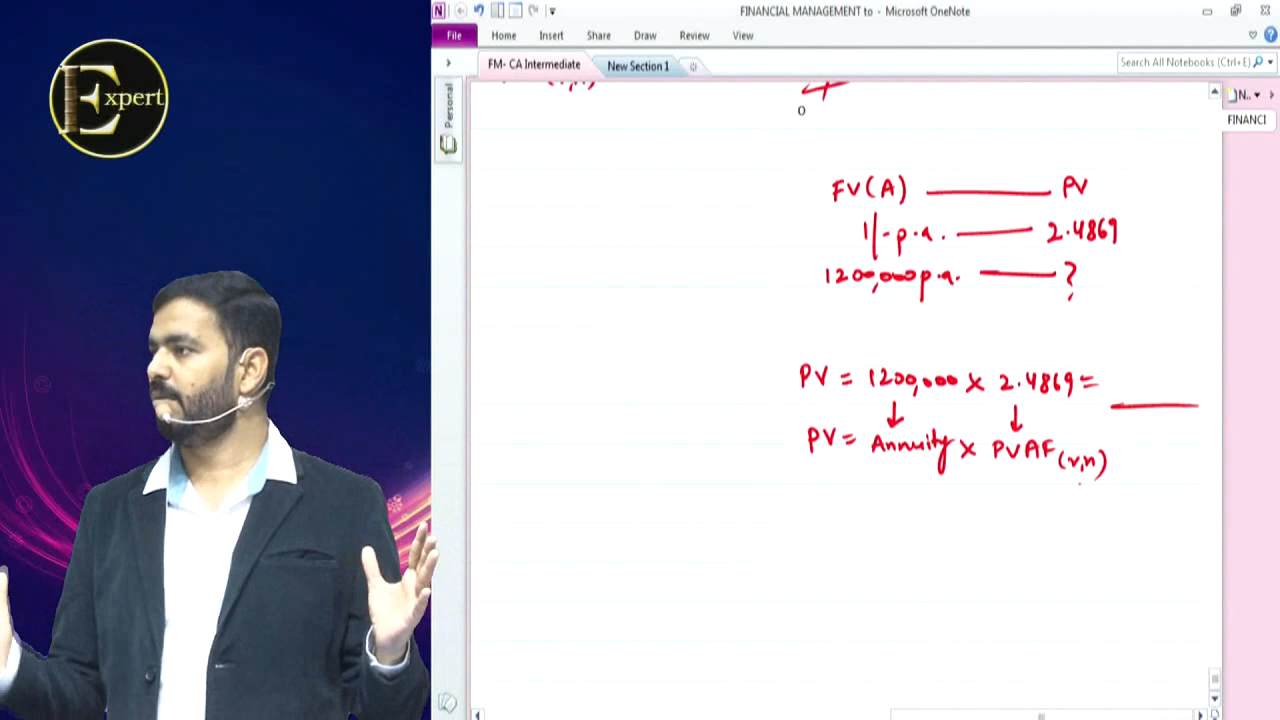 Expert
FINANCIAL MANAGEMENT to - Microsoft OneNote
File Home Insert Share Draw Review View
FM- CA Intermediate New Section 1
Search All Notebooks (Ctrl+E)
Personal
N..
FINANCI
0
FV(A) — PV
1/- p.a. — 2.4869
1200,000 p.a. — ?
PV = 1200,000 × 2.4869 =
↓ ↓
PV = Annuity × PVAF(r,n)